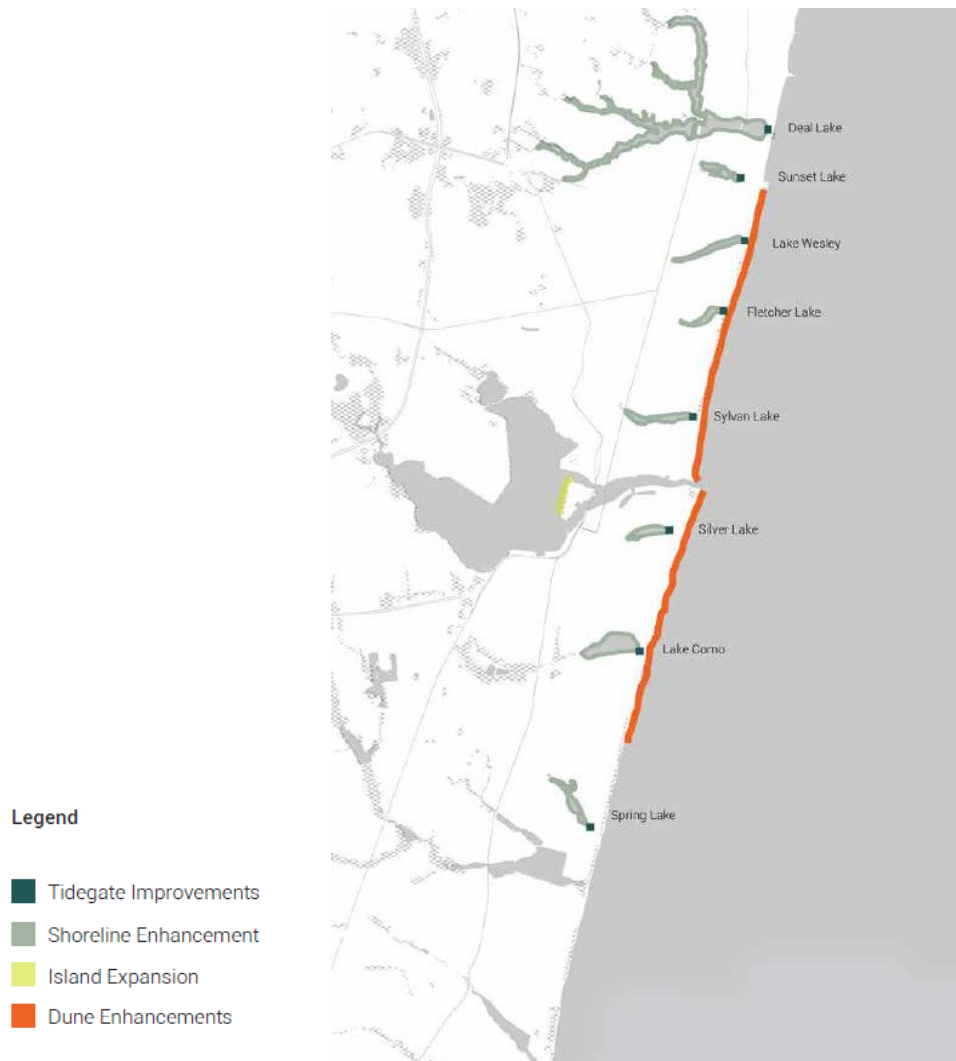 Deal Lake
Sunset Lake
Lake Wesley
Fletcher Lake
Sylvan Lake
Silver Lake
Lake Como
Spring Lake
Legend
Tidegate Improvements
Shoreline Enhancement
Island Expansion
Dune Enhancements